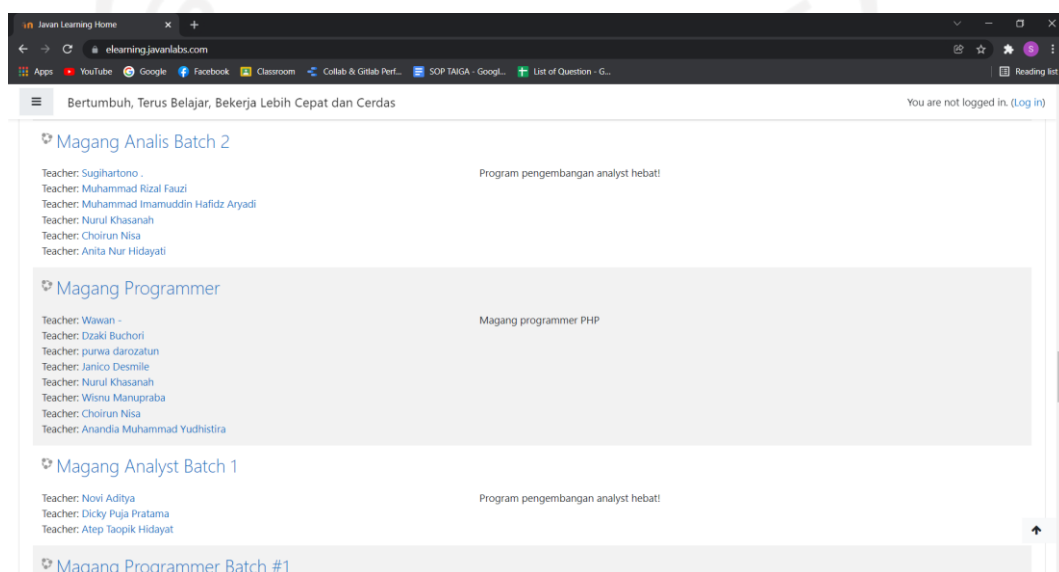 Javan Learning Home
elearning.javanlabs.com
Apps YouTube Google Facebook Classroom Collab & Gitlab Perf... SOP TAIGA - Googl... List of Question - G... Reading list
Bertumbuh, Terus Belajar, Bekerja Lebih Cepat dan Cerdas You are not logged in. (Log in)
Magang Analis Batch 2
Teacher: Sugihartono . Program pengembangan analyst hebat!
Teacher: Muhammad Rizal Fauzi
Teacher: Muhammad Imamuddin Hafidz Aryadi
Teacher: Nurul Khasanah
Teacher: Choirun Nisa
Teacher: Anita Nur Hidayati
Magang Programmer
Teacher: Wawan - Magang programmer PHP
Teacher: Dzaki Buchori
Teacher: purwa darozatun
Teacher: Janico Desmile
Teacher: Nurul Khasanah
Teacher: Wisnu Manupraba
Teacher: Choirun Nisa
Teacher: Anandia Muhammad Yudhistira
Magang Analyst Batch 1
Teacher: Novi Aditya Program pengembangan analyst hebat!
Teacher: Dicky Puja Pratama
Teacher: Atep Taopik Hidayat
Magang Programmer Batch #1